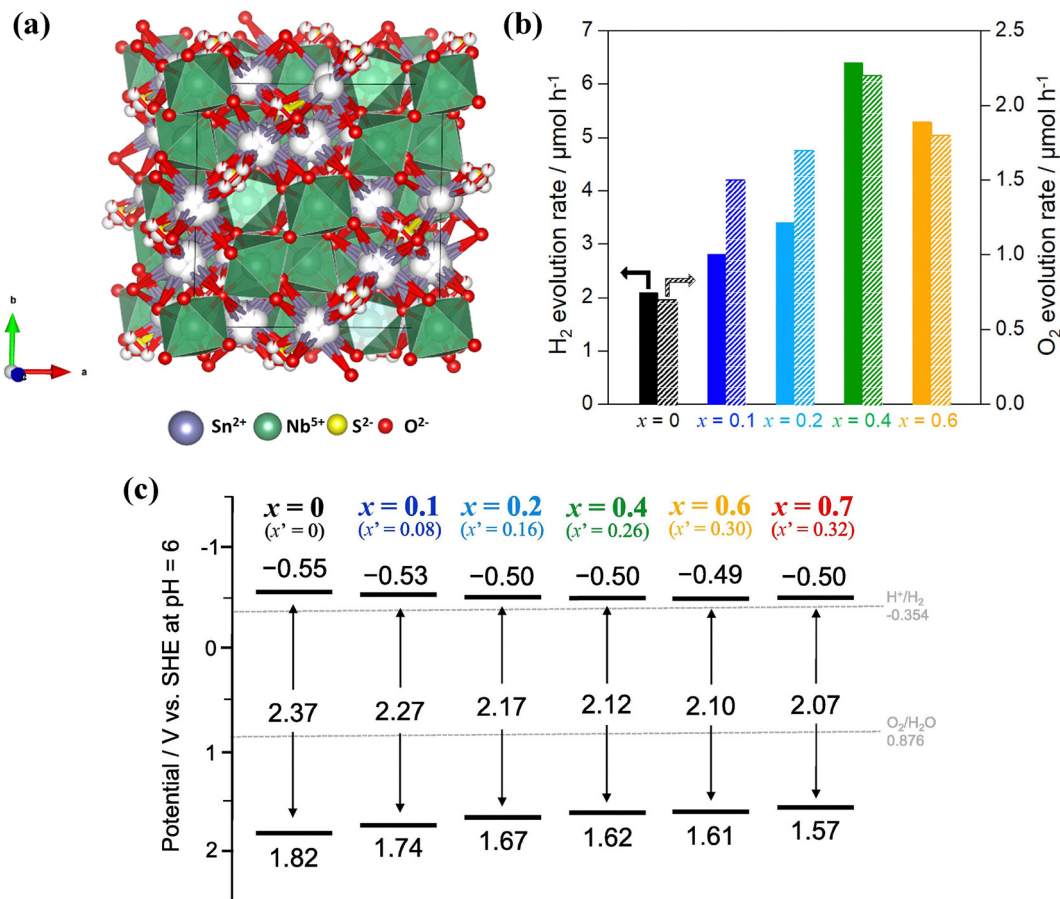 (a)
b
a
Sn²⁺ Nb⁵⁺ S²⁻ O²⁻
(b)
H₂ evolution rate / μmol h⁻¹
7
6
5
4
3
2
1
0
2.5
2.0
1.5
1.0
0.5
0.0
O₂ evolution rate / μmol h⁻¹
x = 0 x = 0.1 x = 0.2 x = 0.4 x = 0.6
(c)
Potential / V vs. SHE at pH = 6
-1
0
1
2
x = 0 x = 0.1 x = 0.2 x = 0.4 x = 0.6 x = 0.7
(x' = 0) (x' = 0.08) (x' = 0.16) (x' = 0.26) (x' = 0.30) (x' = 0.32)
−0.55 −0.53 −0.50 −0.50 −0.49 −0.50
H⁺/H₂
-0.354
2.37 2.27 2.17 2.12 2.10 2.07
O₂/H₂O
0.876
1.82 1.74 1.67 1.62 1.61 1.57